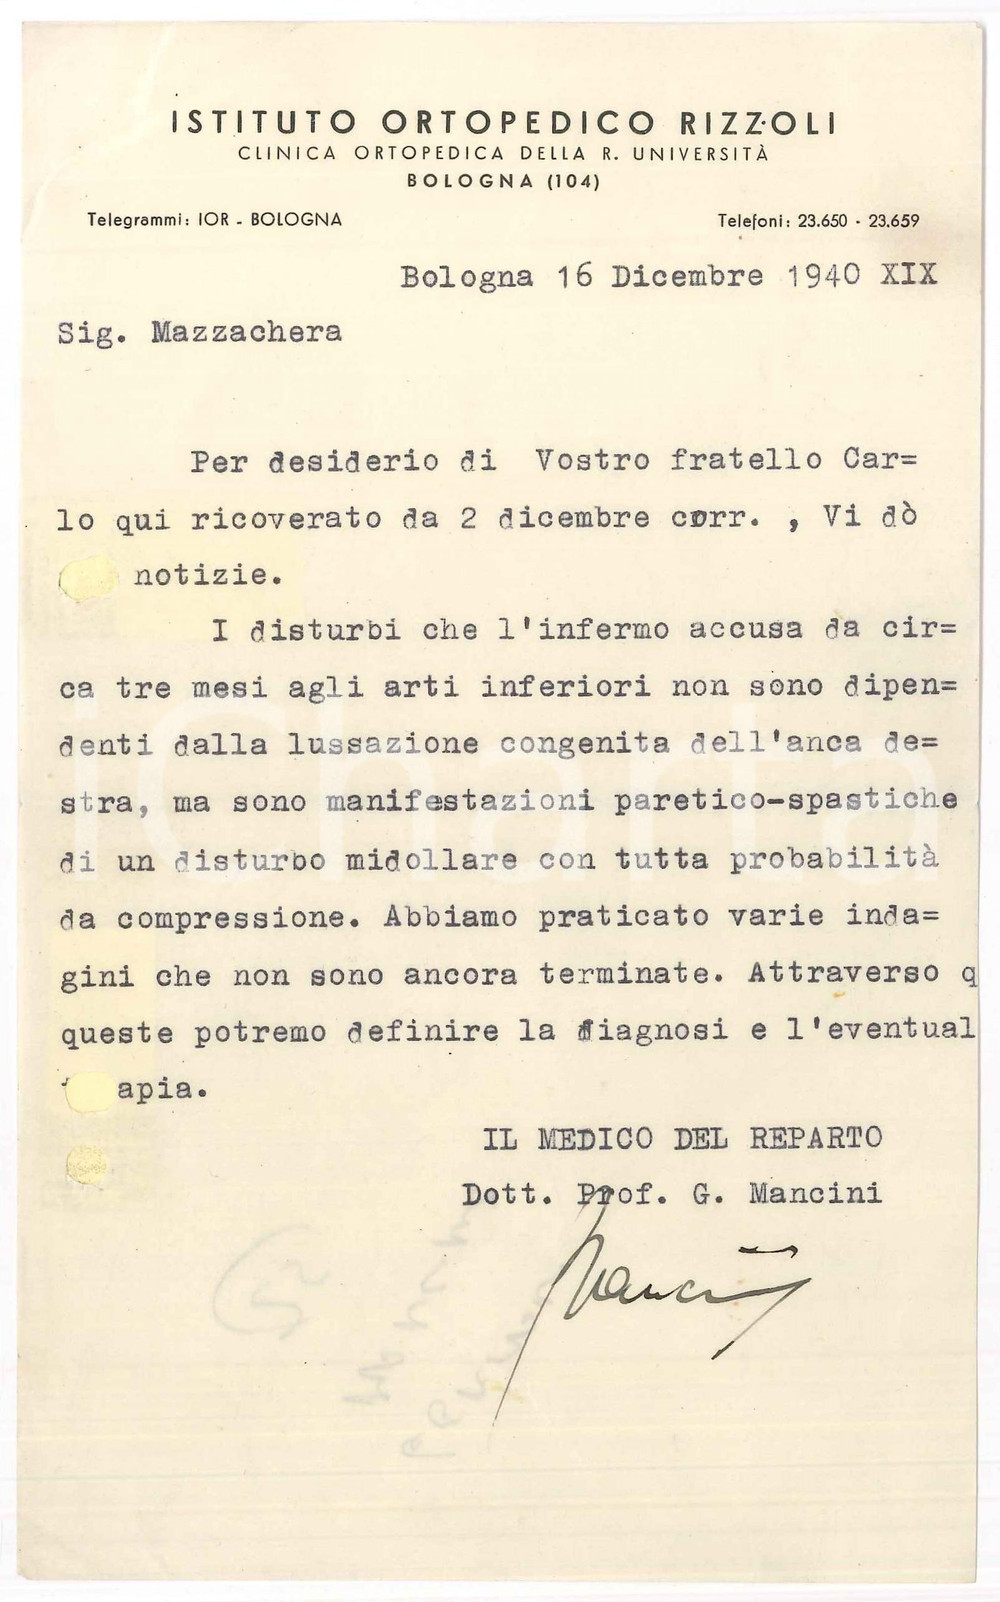 ISTITUTO ORTOPEDICO RIZZOLI
CLINICA ORTOPEDICA DELLA R. UNIVERSITÀ
BOLOGNA (104)
Telegrammi: IOR - BOLOGNA
Telefoni: 23.650 - 23.659
Bologna 16 Dicembre 1940 XIX
Sig. Mazzachera
Per desiderio di Vostro fratello Car=
lo qui ricoverato da 2 dicembre corr. , Vi dò
notizie.
I disturbi che l'infermo accusa da cir=
ca tre mesi agli arti inferiori non sono dipen=
denti dalla lussazione congenita dell'anca de=
stra, ma sono manifestazioni paretico-spastiche
di un disturbo midollare con tutta probabilità
da compressione. Abbiamo praticato varie inda=
gini che non sono ancora terminate. Attraverso q
queste potremo definire la diagnosi e l'eventual
apia.
IL MEDICO DEL REPARTO
Dott. Prof. G. Mancini
Mancini
iCharta